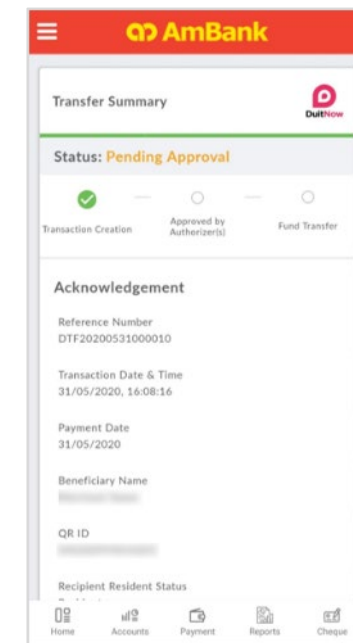 AmBank
Transfer Summary
DuitNow
Status: Pending Approval
Transaction Creation
Approved by
Authorizer(s)
Fund Transfer
Acknowledgement
Reference Number
DTF20200531000010
Transaction Date & Time
31/05/2020, 16:08:16
Payment Date
31/05/2020
Beneficiary Name
QR ID
Recipient Resident Status
Home Accounts Payment Reports Cheque